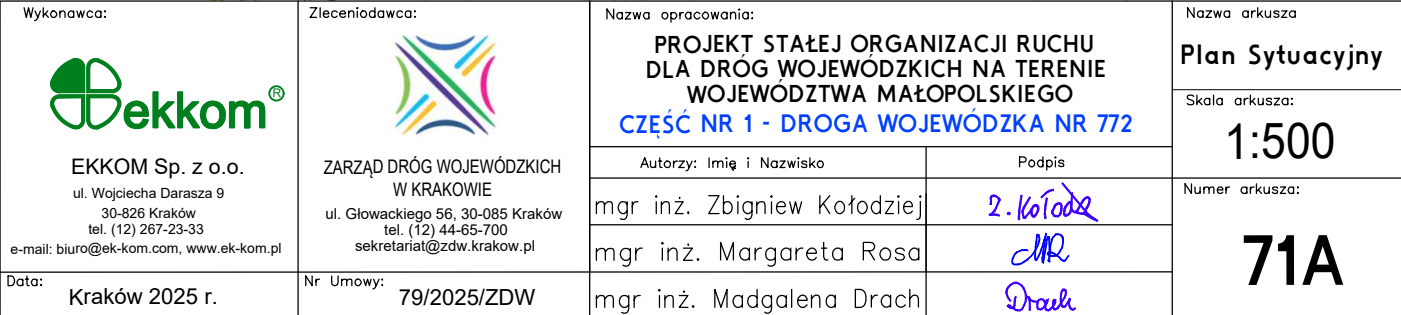 Wykonawca:
ekkom®
EKKOM Sp. z o.o.
ul. Wojciecha Darasza 9
30-826 Kraków
tel. (12) 267-23-33
e-mail: biuro@ek-kom.com, www.ek-kom.pl
Data:
Kraków 2025 r.
Zleceniodawca:
ZARZĄD DRÓG WOJEWÓDZKICH
W KRAKOWIE
ul. Głowackiego 56, 30-085 Kraków
tel. (12) 44-65-700
sekretariat@zdw.krakow.pl
Nr Umowy:
79/2025/ZDW
Nazwa opracowania:
PROJEKT STAŁEJ ORGANIZACJI RUCHU
DLA DRÓG WOJEWÓDZKICH NA TERENIE
WOJEWÓDZTWA MAŁOPOLSKIEGO
CZĘŚĆ NR 1 - DROGA WOJEWÓDZKA NR 772
Autorzy: Imię i Nazwisko Podpis
mgr inż. Zbigniew Kołodziej Z. Kołodz
mgr inż. Margareta Rosa MR
mgr inż. Madgalena Drach Drach
Nazwa arkusza
Plan Sytuacyjny
Skala arkusza:
1:500
Numer arkusza:
71A